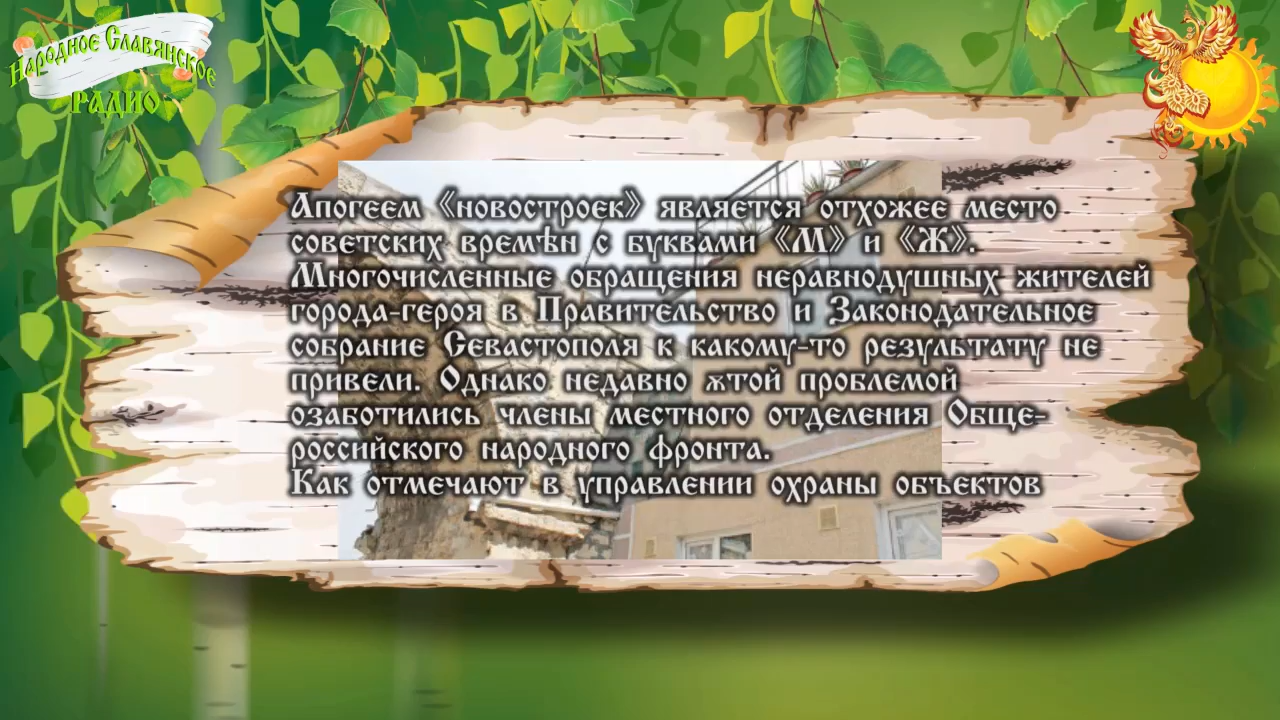 Народное Славянское
Радио
Апогеем «новостроек» является отхожее место
советских времѣн с буквами «М» и «Ж».
Многочисленные обращения неравнодушных жителей
города-героя в Правительство и Законодательное
собрание Севастополя к какому-то результату не
привели. Однако недавно ѫтой проблемой
озаботились члены местного отделения Обще-
российского народного фронта.
Как отмечают в управлении охраны объектов